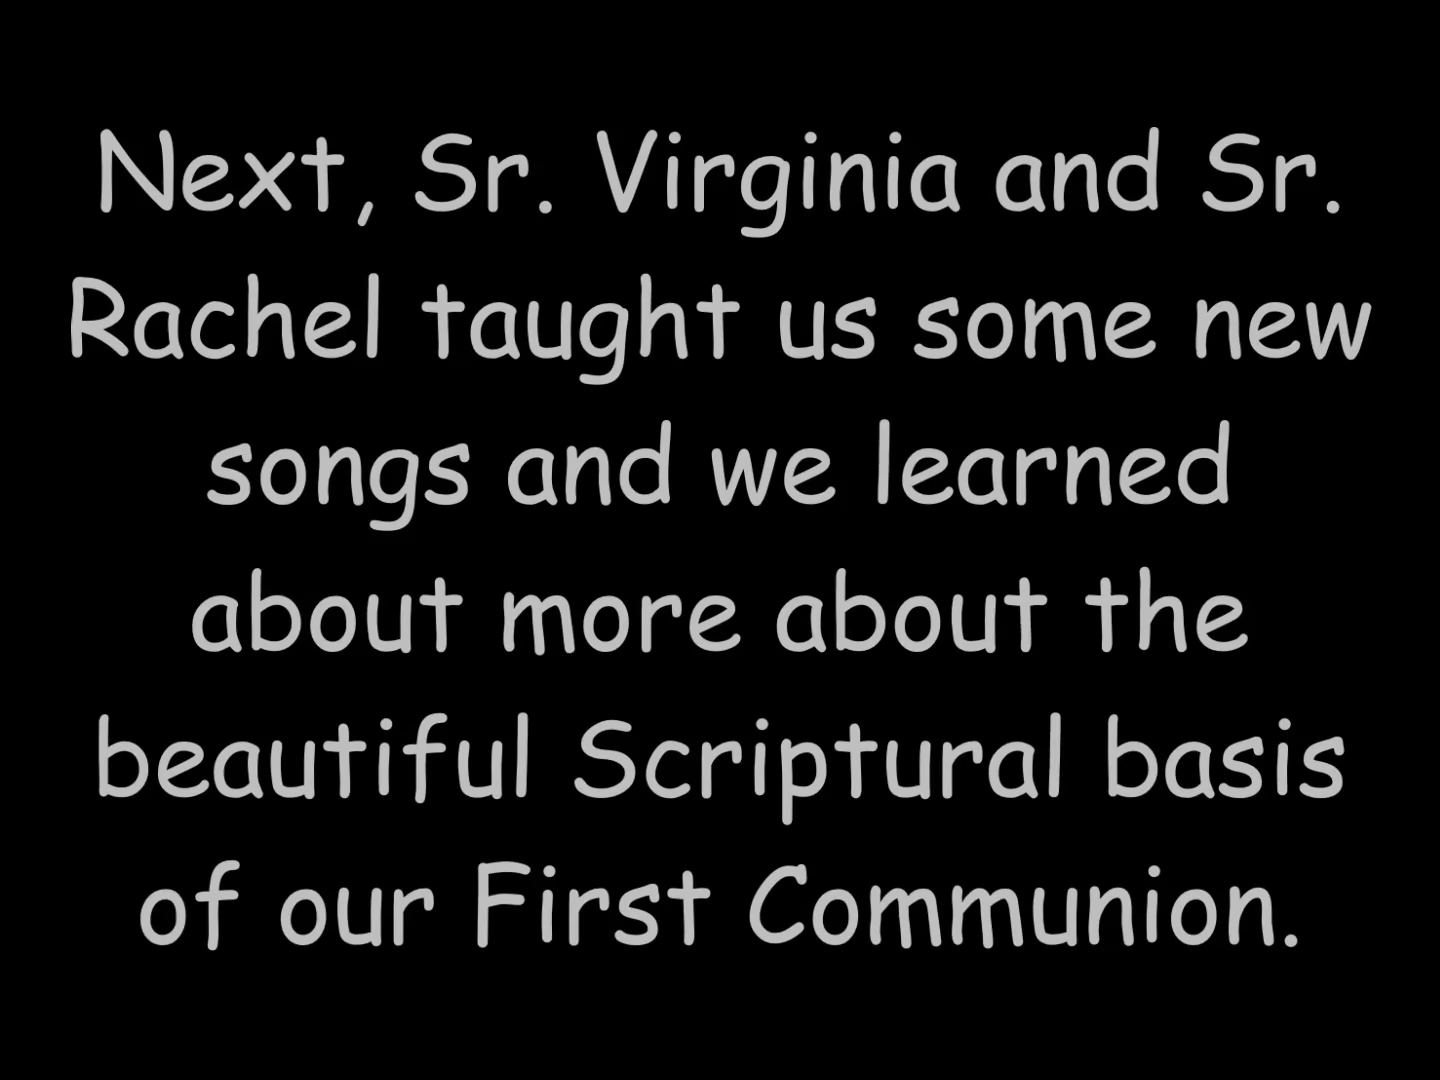 Next, Sr. Virginia and Sr.
Rachel taught us some new
songs and we learned
about more about the
beautiful Scriptural basis
of our First Communion.